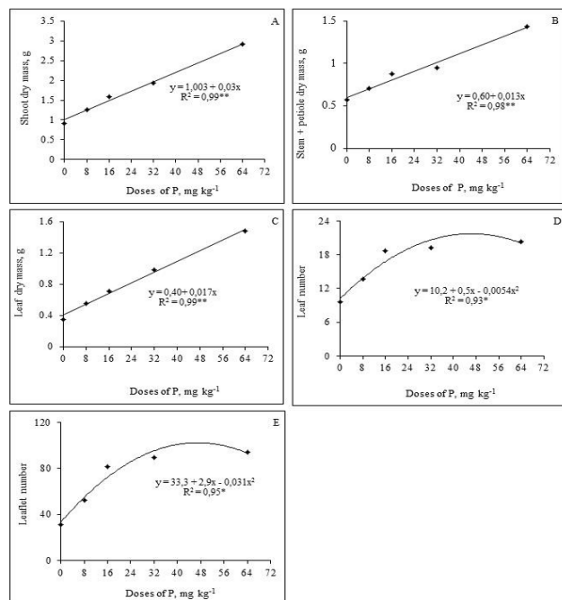 A
Shoot dry mass, g
3.5
3
2.5
2
1.5
1
0.5
0
y = 1,003 + 0,03x
R² = 0,99**
0 8 16 24 32 40 48 56 64 72
Doses of P, mg kg⁻¹
B
Stem + petiole dry mass, g
1.5
1
0.5
0
y = 0,60 + 0,013x
R² = 0,98**
0 8 16 24 32 40 48 56 64 72
Doses of P, mg kg⁻¹
C
Leaf dry mass, g
1.6
1.2
0.8
0.4
0
y = 0,40+ 0,017x
R² = 0,99**
0 8 16 24 32 40 48 56 64 72
Doses of P, mg kg⁻¹
D
Leaf number
24
18
12
6
0
y = 10,2 + 0,5x - 0,0054x²
R² = 0,93*
0 8 16 24 32 40 48 56 64 72
Doses of P, mg kg⁻¹
E
Leaflet number
120
80
40
0
y = 33,3 + 2,9x - 0,031x²
R² = 0,95*
0 8 16 24 32 40 48 56 64 72
Doses of P, mg kg⁻¹